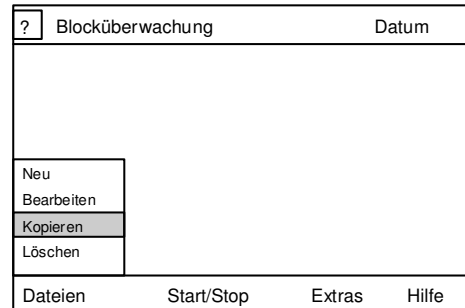 ? Blocküberwachung Datum
Neu
Bearbeiten
Kopieren
Löschen
Dateien Start/Stop Extras Hilfe